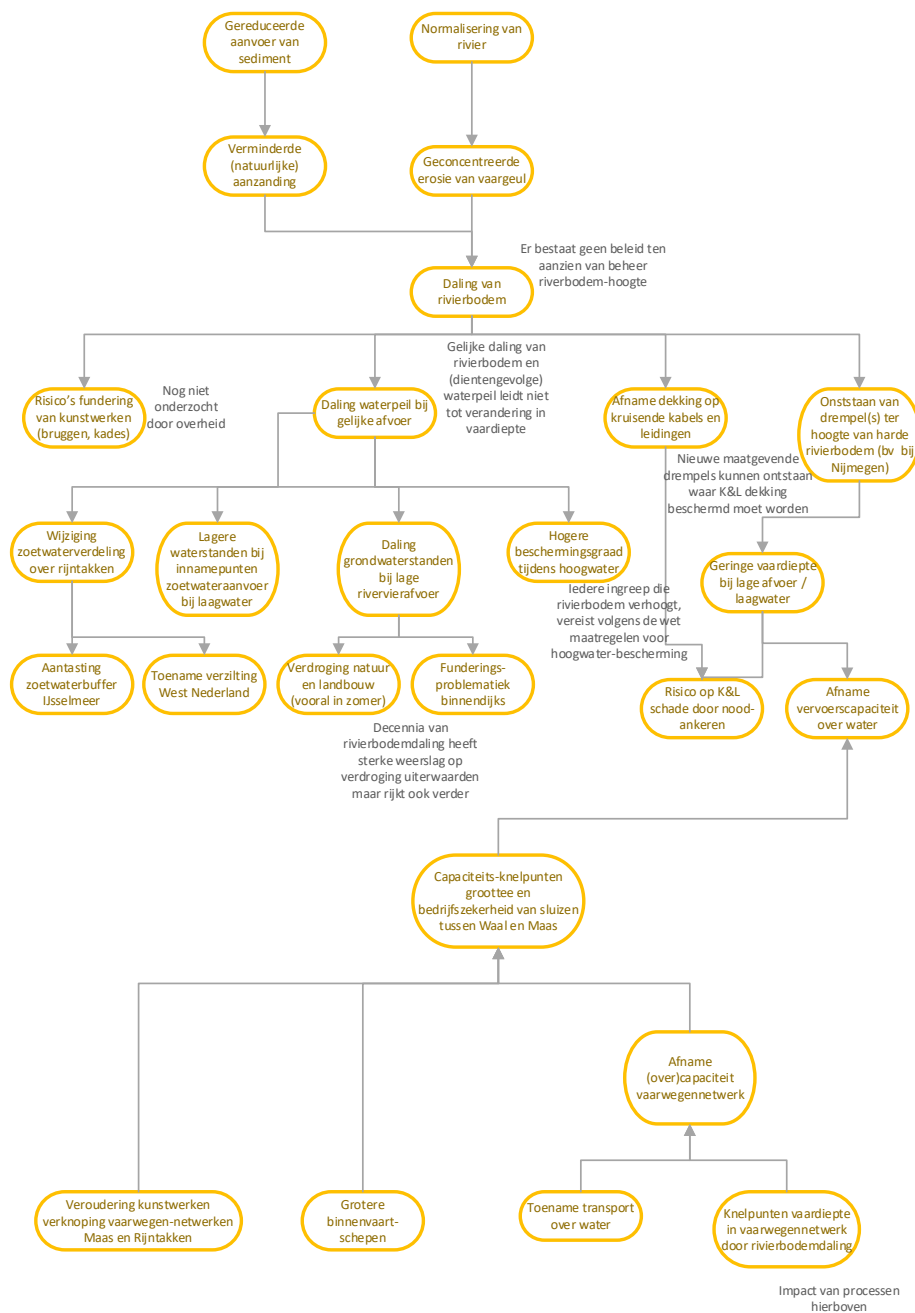 Gereduceerde
aanvoer van
sediment
Normalisering van
rivier
Verminderde
(natuurlijke)
aanzanding
Geconcentreerde
erosie van vaargeul
Er bestaat geen beleid ten
aanzien van beheer
riverbodem-hoogte
Daling van
rivierbodem
Risico's fundering
van kunstwerken
(bruggen, kades)
Nog niet
onderzocht
door overheid
Daling waterpeil bij
gelijke afvoer
Gelijke daling van
rivierbodem en
(dientengevolge)
waterpeil leidt niet
tot verandering in
vaardiepte
Afname dekking op
kruisende kabels en
leidingen
Onstaan van
drempel(s) ter
hoogte van harde
rivierbodem (bv bij
Nijmegen)
Nieuwe maatgevende
drempels kunnen ontstaan
waar K&L dekking
beschermd moet worden
Wijziging
zoetwaterverdeling
over rijntakken
Lagere
waterstanden bij
innamepunten
zoetwateraanvoer
bij laagwater
Daling
grondwaterstanden
bij lage
rivervierafvoer
Hogere
beschermingsgraad
tijdens hoogwater
Geringe vaardiepte
bij lage afvoer /
laagwater
Iedere ingreep die
rivierbodem verhoogt,
vereist volgens de wet
maatregelen voor
hoogwater-bescherming
Aantasting
zoetwaterbuffer
IJsselmeer
Toename verzilting
West Nederland
Verdroging natuur
en landbouw
(vooral in zomer)
Funderings-
problematiek
binnendijks
Risico op K&L
schade door nood-
ankeren
Afname
vervoerscapaciteit
over water
Decennia van
rivierbodemdaling heeft
sterke weerslag op
verdroging uiterwaarden
maar rijkt ook verder
Capaciteits-knelpunten
groottee en
bedrijfszekerheid van sluizen
tussen Waal en Maas
Afname
(over)capaciteit
vaarwegennetwerk
Veroudering kunstwerken
verknoping vaarwegen-netwerken
Maas en Rijntakken
Grotere
binnenvaart-
schepen
Toename transport
over water
Knelpunten vaardiepte
in vaarwegennetwerk
door rivierbodemdaling
Impact van processen
hierboven